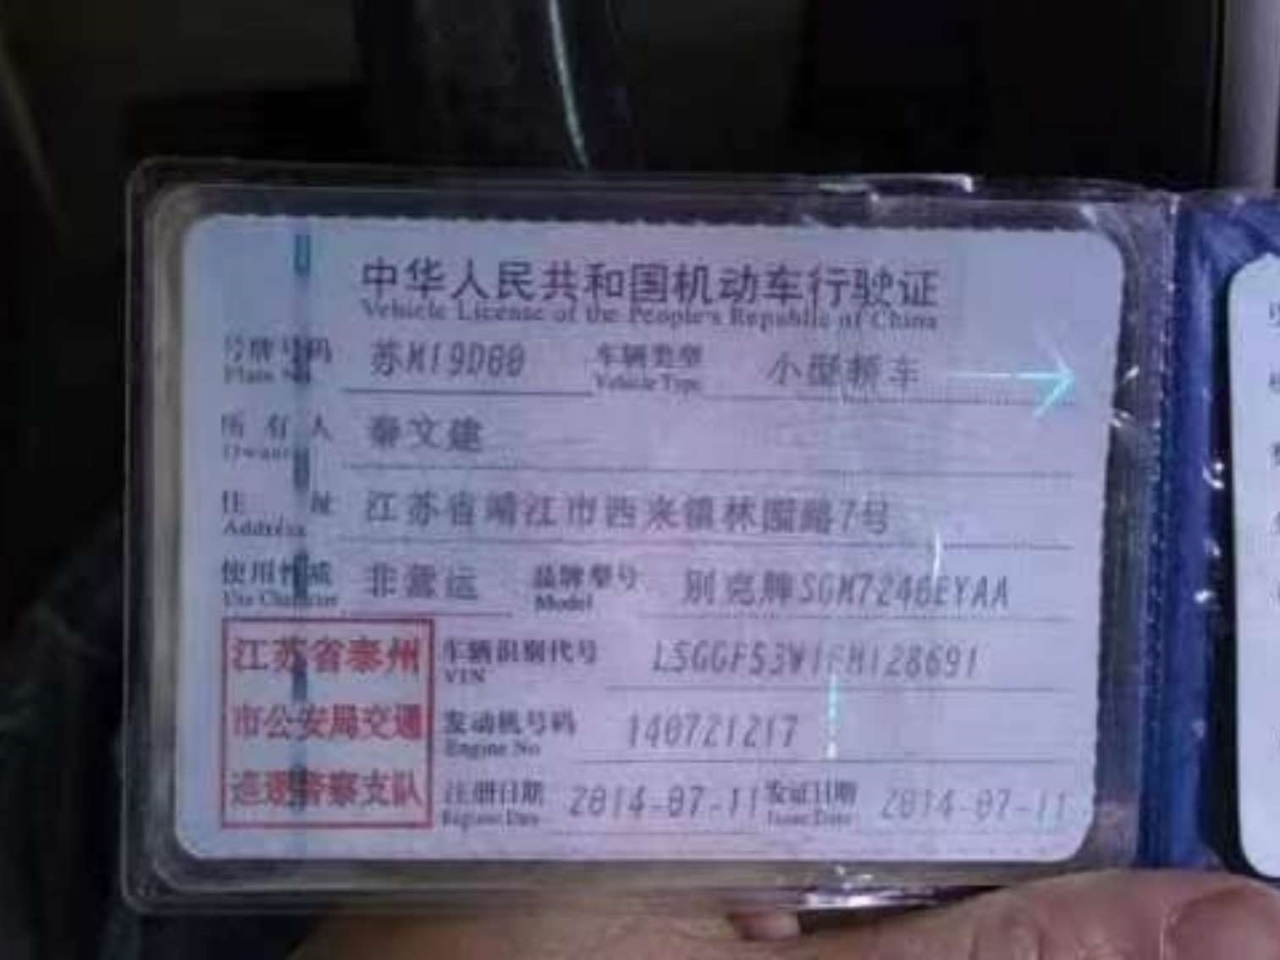 中华人民共和国机动车行驶证
Vehicle License of the People's Republic of China
号牌号码 苏M19D80 车辆类型 小型轿车
Plate No. Vehicle Type
所有人 秦文建
Owner
住址 江苏省靖江市西来镇林园路7号
Address
使用性质 非营运 品牌型号 别克牌SGM7246EYAA
Use Character Model
江苏省泰州
市公安局交通
巡逻警察支队
车辆识别代号 LSGGF53W1FH128691
VIN
发动机号码 140721217
Engine No
注册日期 2014-07-11 发证日期 2014-07-11
Register Date Issue Date